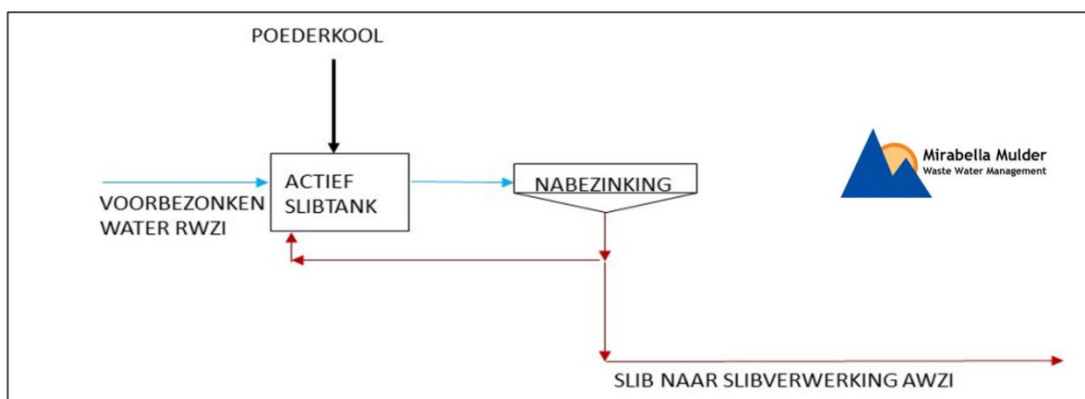 POEDERKOOL
ACTIEF
SLIBTANK
VOORBEZONKEN
WATER RWZI
NABEZINKING
Mirabella Mulder
Waste Water Management
SLIB NAAR SLIBVERWERKING AWZI